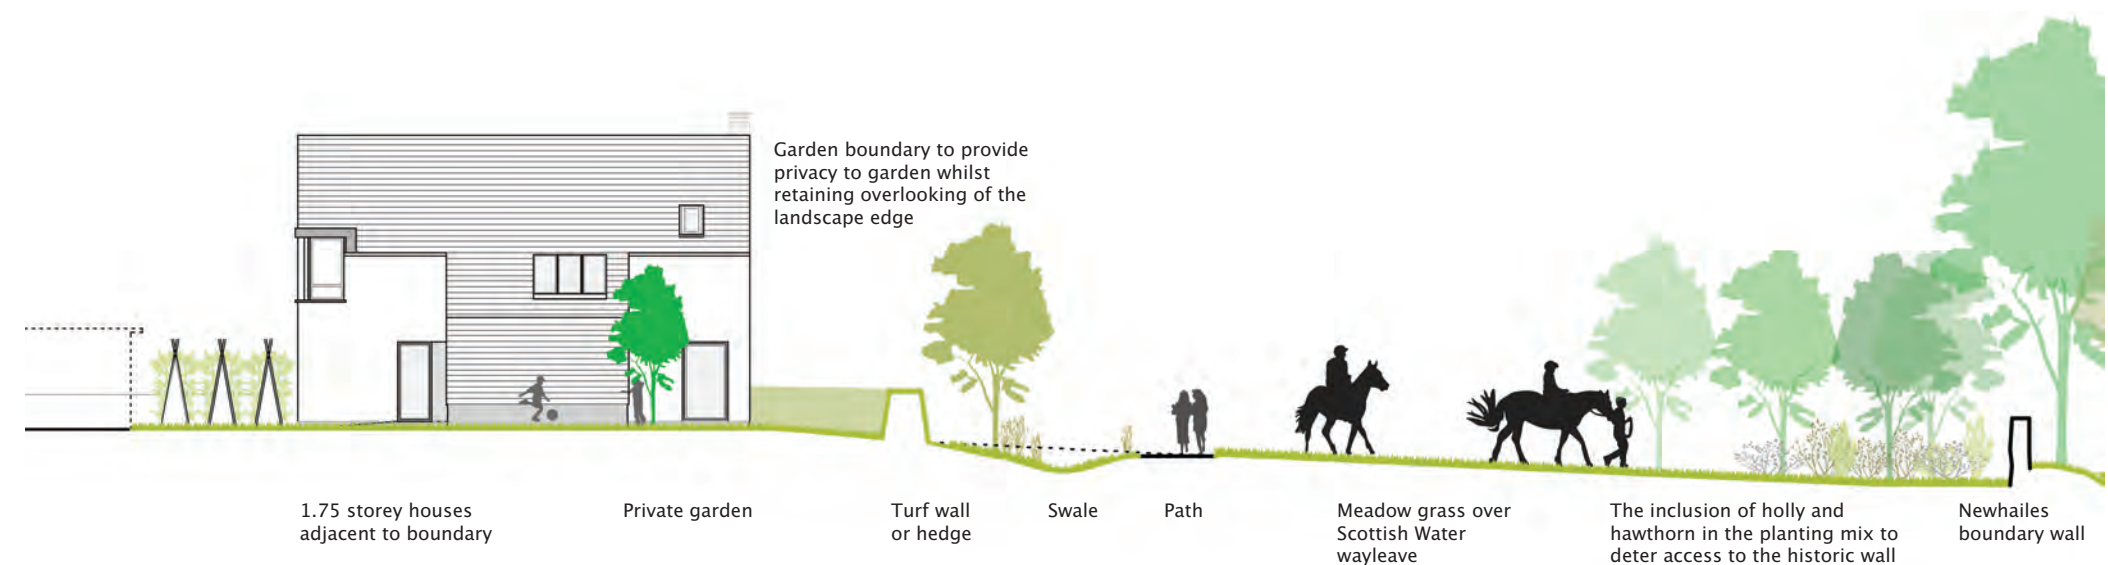 Garden boundary to provide
privacy to garden whilst
retaining overlooking of the
landscape edge
1.75 storey houses
adjacent to boundary
Private garden
Turf wall
or hedge
Swale
Path
Meadow grass over
Scottish Water
wayleave
The inclusion of holly and
hawthorn in the planting mix to
deter access to the historic wall
Newhailes
boundary wall